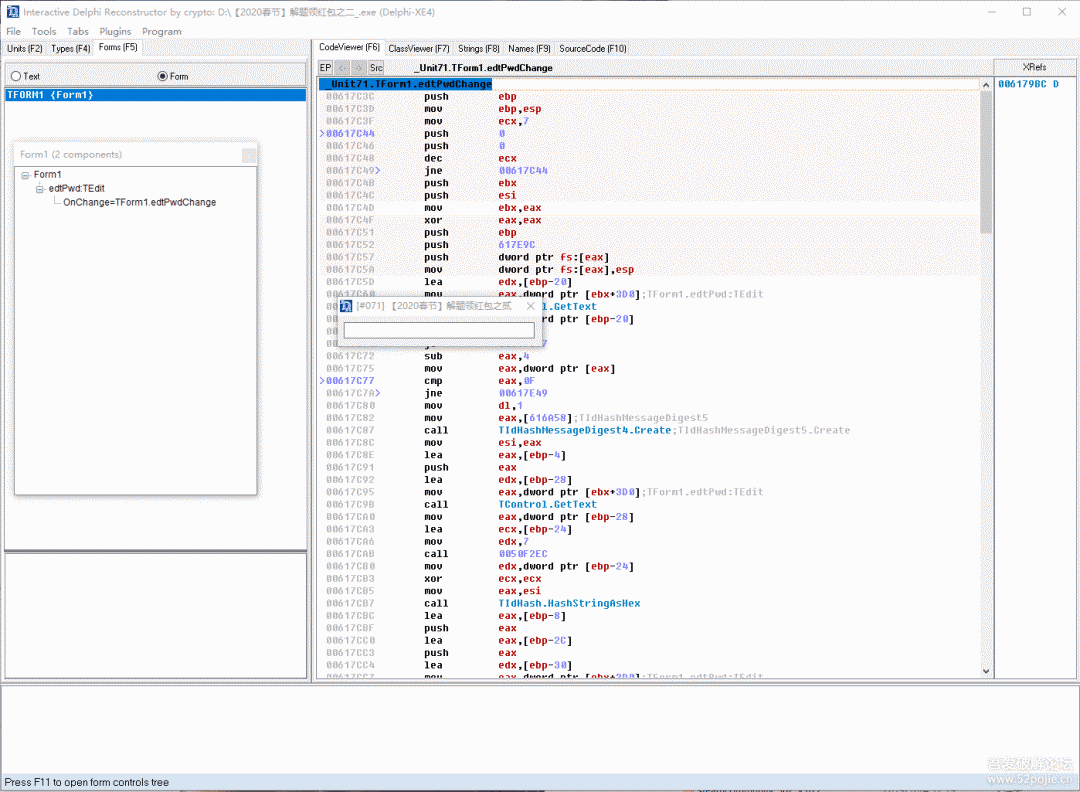 Interactive Delphi Reconstructor by crypto: D:\【2020春节】解题领红包之二_.exe (Delphi-XE4)
File Tools Tabs Plugins Program
Units (F2) Types (F4) Forms (F5)
Text Form
TFORM1 {Form1}
Form1 (2 components)
Form1
edtPwd:TEdit
OnChange=TForm1.edtPwdChange
CodeViewer (F6) ClassViewer (F7) Strings (F8) Names (F9) SourceCode (F10)
EP <- -> Src _Unit71.TForm1.edtPwdChange
XRefs
006179BC D
_Unit71.TForm1.edtPwdChange
00617C3C push ebp
00617C3D mov ebp,esp
00617C3F mov ecx,7
>00617C44 push 0
00617C46 push 0
00617C48 dec ecx
00617C49> jne 00617C44
00617C4B push ebx
00617C4C push esi
00617C4D mov ebx,eax
00617C4F xor eax,eax
00617C51 push ebp
00617C52 push 617E9C
00617C57 push dword ptr fs:[eax]
00617C5A mov dword ptr fs:[eax],esp
00617C5D lea edx,[ebp-20]
00617C60 mov eax,dword ptr [ebx+3D0];TForm1.edtPwd:TEdit
[#071] 【2020春节】解题领红包之贰
l.GetText
rd ptr [ebp-20]
7
00617C72 sub eax,4
00617C75 mov eax,dword ptr [eax]
>00617C77 cmp eax,0F
00617C7A> jne 00617E49
00617C80 mov dl,1
00617C82 mov eax,[616A58];TIdHashMessageDigest5
00617C87 call TIdHashMessageDigest4.Create;TIdHashMessageDigest5.Create
00617C8C mov esi,eax
00617C8E lea eax,[ebp-4]
00617C91 push eax
00617C92 lea edx,[ebp-28]
00617C95 mov eax,dword ptr [ebx+3D0];TForm1.edtPwd:TEdit
00617C9B call TControl.GetText
00617CA0 mov eax,dword ptr [ebp-28]
00617CA3 lea ecx,[ebp-24]
00617CA6 mov edx,7
00617CAB call 0050F2EC
00617CB0 mov edx,dword ptr [ebp-24]
00617CB3 xor ecx,ecx
00617CB5 mov eax,esi
00617CB7 call TIdHash.HashStringAsHex
00617CBC lea eax,[ebp-8]
00617CBF push eax
00617CC0 lea eax,[ebp-2C]
00617CC3 push eax
00617CC4 lea edx,[ebp-30]
00617CC7 mov eax,dword ptr [ebx+3D0];TForm1.edtPwd:TEdit
Press F11 to open form controls tree
吾爱破解论坛
www.52pojie.cn